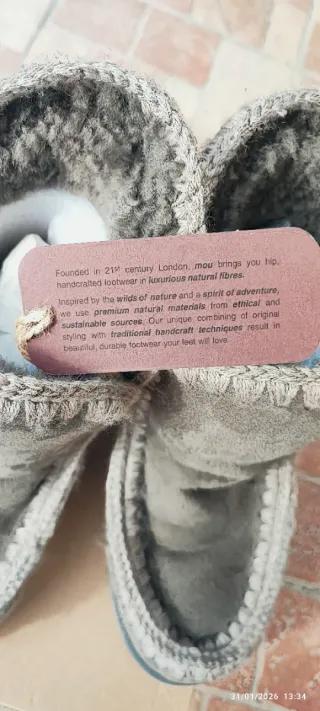 Founded in 21st century London, mou brings you hip,
handcrafted footwear in luxurious natural fibres.
Inspired by the wilds of nature and a spirit of adventure,
we use premium natural materials from ethical and
sustainable sources. Our unique combining of original
styling with traditional handcraft techniques result in
beautiful, durable footwear your feet will love.
31/01/2026 13:34